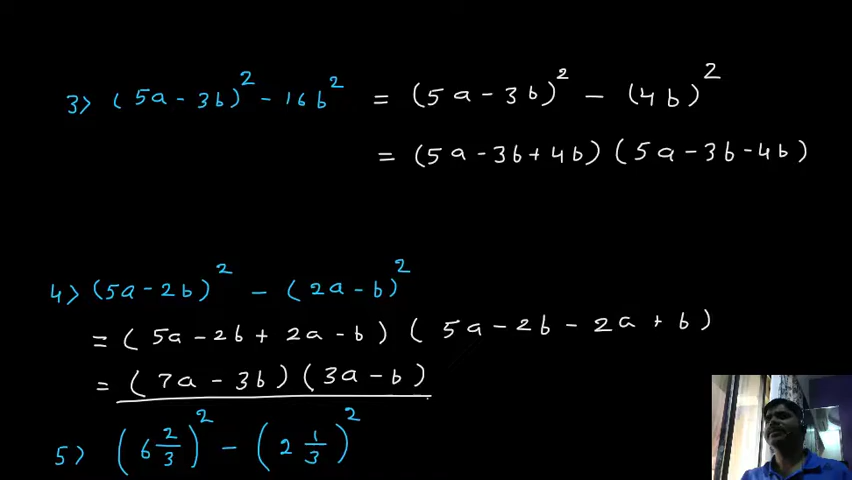 3> (5a - 3b)² - 16b² = (5a - 3b)² - (4b)²
= (5a - 3b + 4b) (5a - 3b - 4b)
4> (5a - 2b)² - (2a - b)²
= (5a - 2b + 2a - b) (5a - 2b - 2a + b)
= (7a - 3b) (3a - b)
5> (6 2/3)² - (2 1/3)²